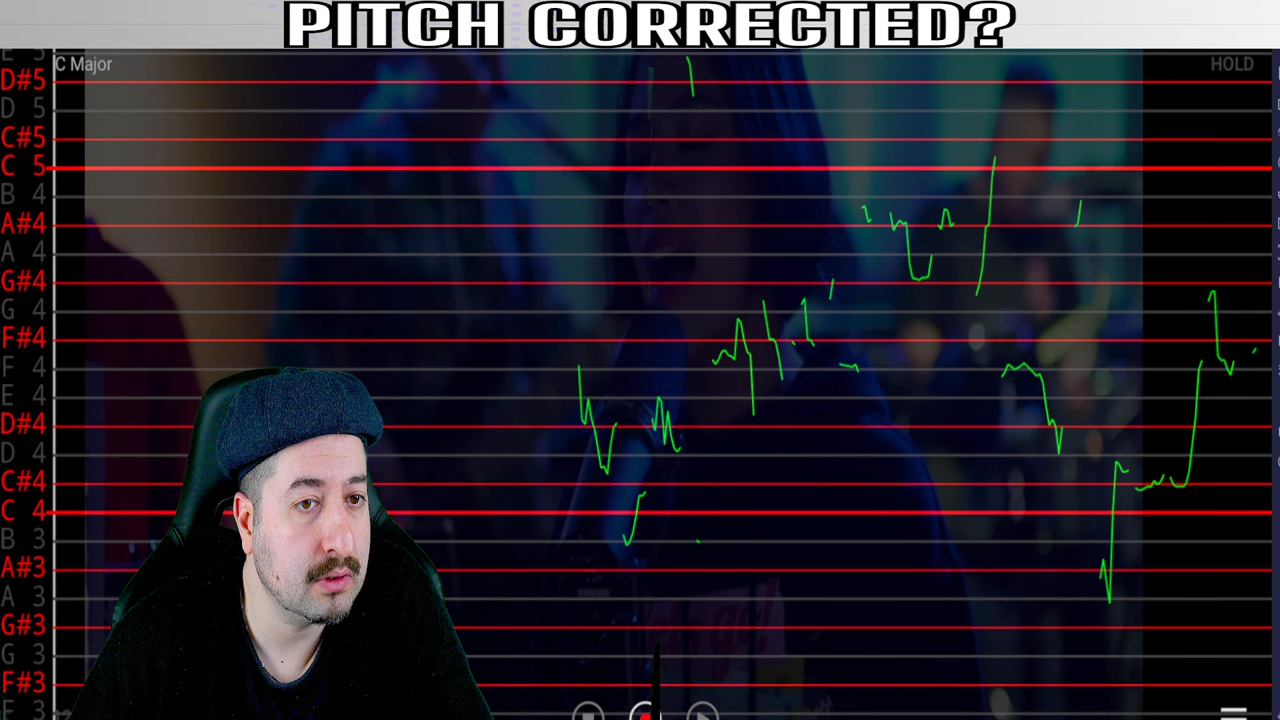 PITCH CORRECTED?
E 5
C Major
HOLD
D#5
D 5
C#5
C 5
B 4
A#4
A 4
G#4
G 4
F#4
F 4
E 4
D#4
D 4
C#4
C 4
B 3
A#3
A 3
G#3
G 3
F#3
F 3